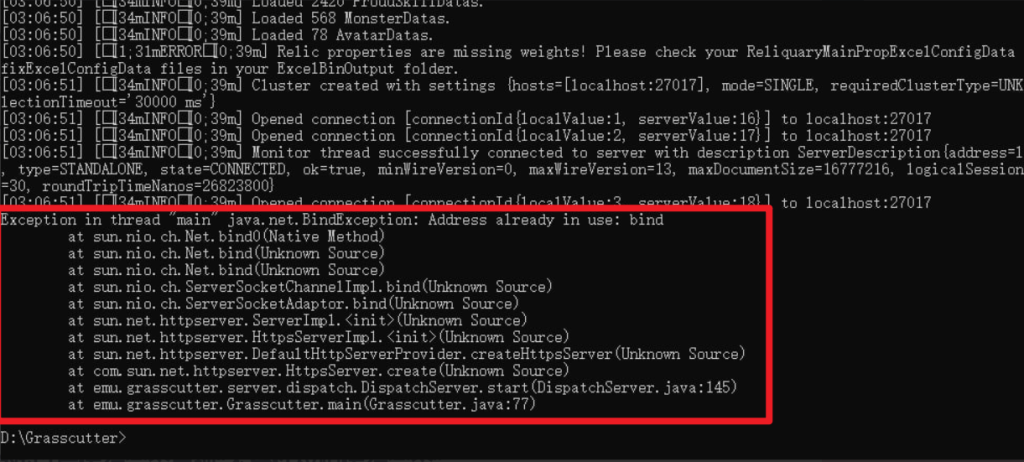 [03:06:50] [□[34mINFO□[0;39m] Loaded 2420 ProudSkillDatas.
[03:06:50] [□[34mINFO□[0;39m] Loaded 568 MonsterDatas.
[03:06:50] [□[34mINFO□[0;39m] Loaded 78 AvatarDatas.
[03:06:50] [□[1;31mERROR□[0;39m] Relic properties are missing weights! Please check your ReliquaryMainPropExcelConfigData
fixExcelConfigData files in your ExcelBinOutput folder.
[03:06:51] [□[34mINFO□[0;39m] Cluster created with settings {hosts=[localhost:27017], mode=SINGLE, requiredClusterType=UNK
lectionTimeout='30000 ms'}
[03:06:51] [□[34mINFO□[0;39m] Opened connection [connectionId{localValue:1, serverValue:16}] to localhost:27017
[03:06:51] [□[34mINFO□[0;39m] Opened connection [connectionId{localValue:2, serverValue:17}] to localhost:27017
[03:06:51] [□[34mINFO□[0;39m] Monitor thread successfully connected to server with description ServerDescription{address=l
, type=STANDALONE, state=CONNECTED, ok=true, minWireVersion=0, maxWireVersion=13, maxDocumentSize=16777216, logicalSession
=30, roundTripTimeNanos=26823800}
[03:06:51] [□[34mINFO□[0;39m] Opened connection [connectionId{localValue:3, serverValue:18}] to localhost:27017
Exception in thread "main" java.net.BindException: Address already in use: bind
at sun.nio.ch.Net.bind0(Native Method)
at sun.nio.ch.Net.bind(Unknown Source)
at sun.nio.ch.Net.bind(Unknown Source)
at sun.nio.ch.ServerSocketChannelImpl.bind(Unknown Source)
at sun.nio.ch.ServerSocketAdaptor.bind(Unknown Source)
at sun.net.httpserver.ServerImpl.<init>(Unknown Source)
at sun.net.httpserver.HttpsServerImpl.<init>(Unknown Source)
at sun.net.httpserver.DefaultHttpServerProvider.createHttpsServer(Unknown Source)
at com.sun.net.httpserver.HttpsServer.create(Unknown Source)
at emu.grasscutter.server.dispatch.DispatchServer.start(DispatchServer.java:145)
at emu.grasscutter.Grasscutter.main(Grasscutter.java:77)
D:\Grasscutter>